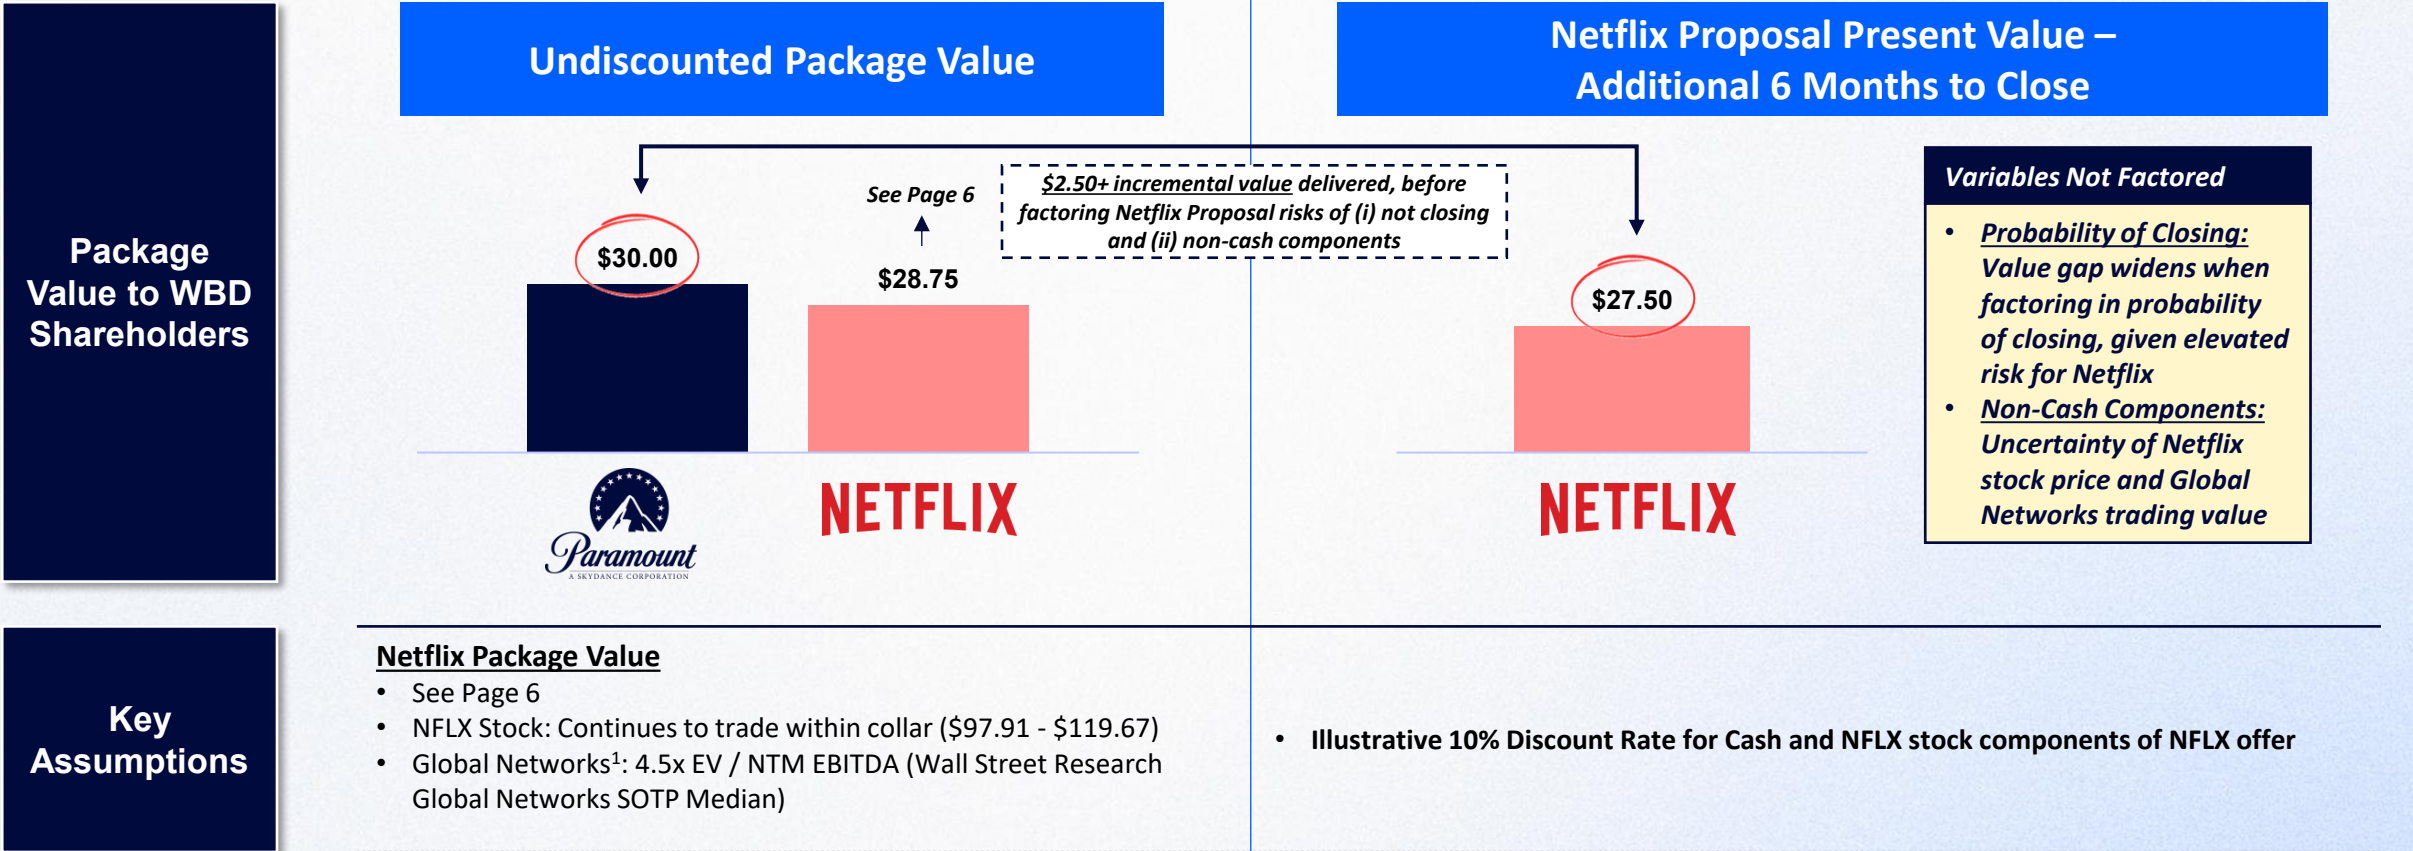 Package
Value to WBD
Shareholders
Undiscounted Package Value
Netflix Proposal Present Value –
Additional 6 Months to Close
See Page 6
$2.50+ incremental value delivered, before
factoring Netflix Proposal risks of (i) not closing
and (ii) non-cash components
$30.00
$28.75
$27.50
Paramount
A SKYDANCE CORPORATION
NETFLIX
NETFLIX
Variables Not Factored
• Probability of Closing:
Value gap widens when
factoring in probability
of closing, given elevated
risk for Netflix
• Non-Cash Components:
Uncertainty of Netflix
stock price and Global
Networks trading value
Key
Assumptions
Netflix Package Value
• See Page 6
• NFLX Stock: Continues to trade within collar ($97.91 - $119.67)
• Global Networks¹: 4.5x EV / NTM EBITDA (Wall Street Research
Global Networks SOTP Median)
• Illustrative 10% Discount Rate for Cash and NFLX stock components of NFLX offer